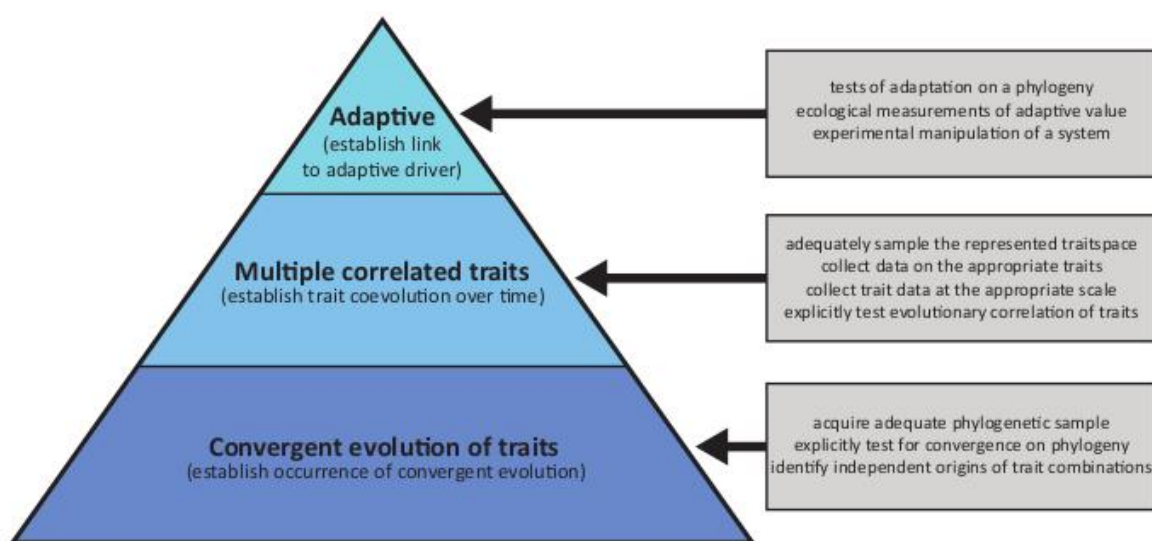 Adaptive
(establish link
to adaptive driver)
tests of adaptation on a phylogeny
ecological measurements of adaptive value
experimental manipulation of a system
Multiple correlated traits
(establish trait coevolution over time)
adequately sample the represented traitspace
collect data on the appropriate traits
collect trait data at the appropriate scale
explicitly test evolutionary correlation of traits
Convergent evolution of traits
(establish occurrence of convergent evolution)
acquire adequate phylogenetic sample
explicitly test for convergence on phylogeny
identify independent origins of trait combinations